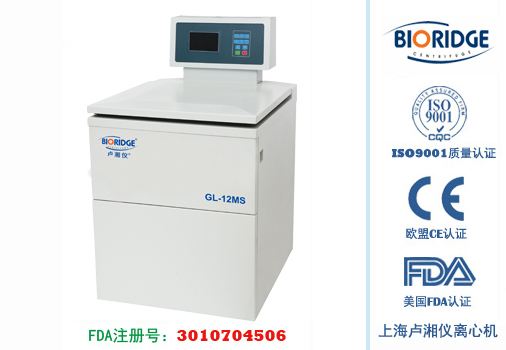 BIORIDGE
卢湘仪
GL-12MS
FDA注册号：3010704506
BIORIDGE
CENTRIFUGE
QUALITY ASSURED FIRM
ISO
9001
CQC
ISO9001质量认证
CE
欧盟CE认证
FDA
美国FDA认证
上海卢湘仪离心机